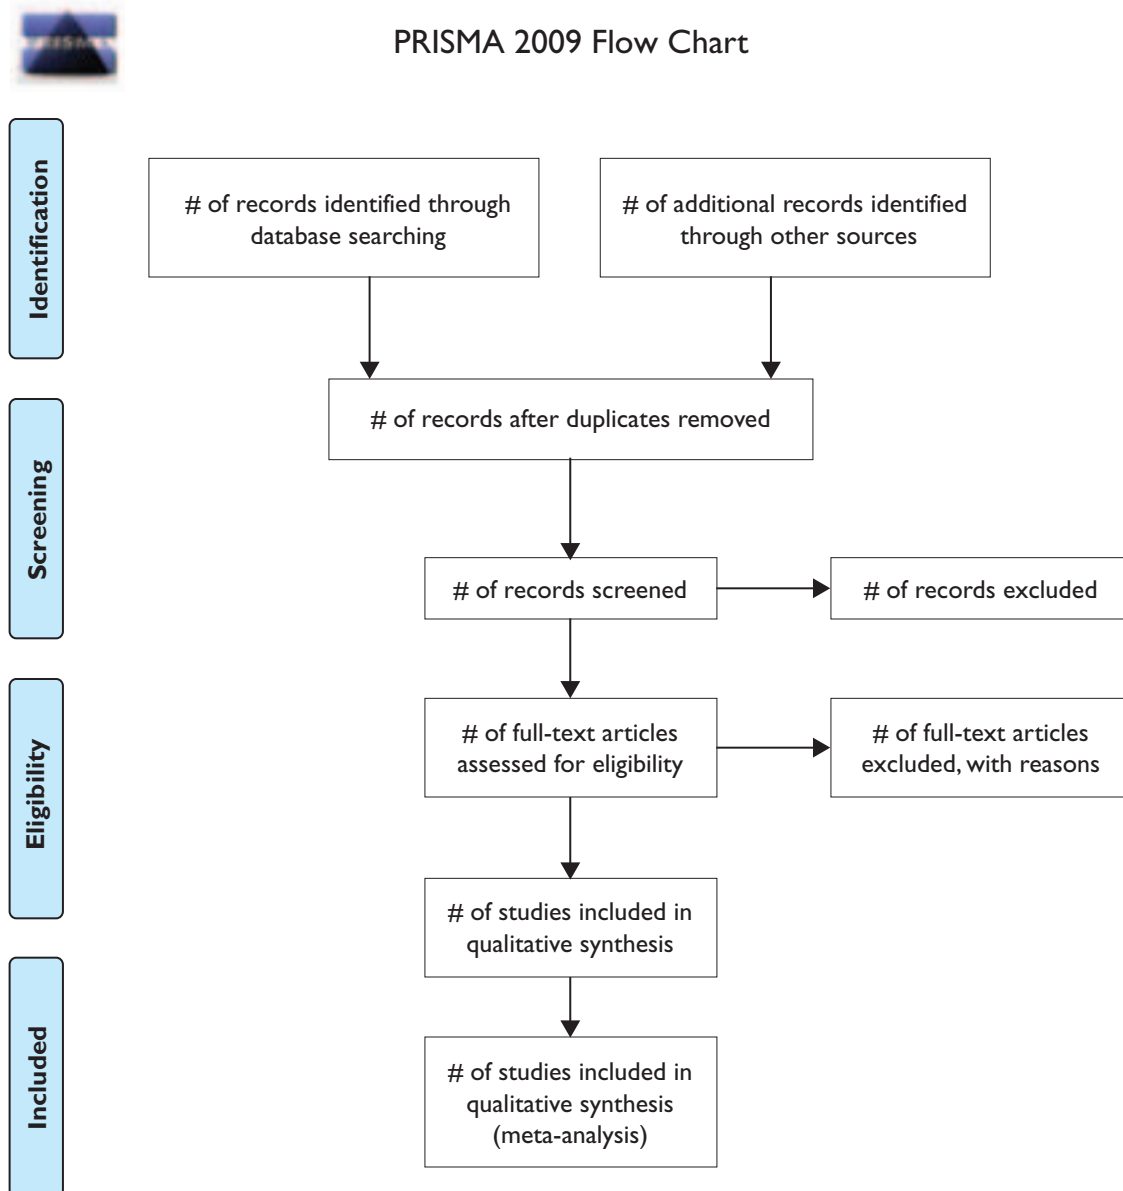 PRISMA 2009 Flow Chart
Identification
# of records identified through
database searching
# of additional records identified
through other sources
# of records after duplicates removed
Screening
# of records screened
# of records excluded
Eligibility
# of full-text articles
assessed for eligibility
# of full-text articles
excluded, with reasons
# of studies included in
qualitative synthesis
Included
# of studies included in
qualitative synthesis
(meta-analysis)